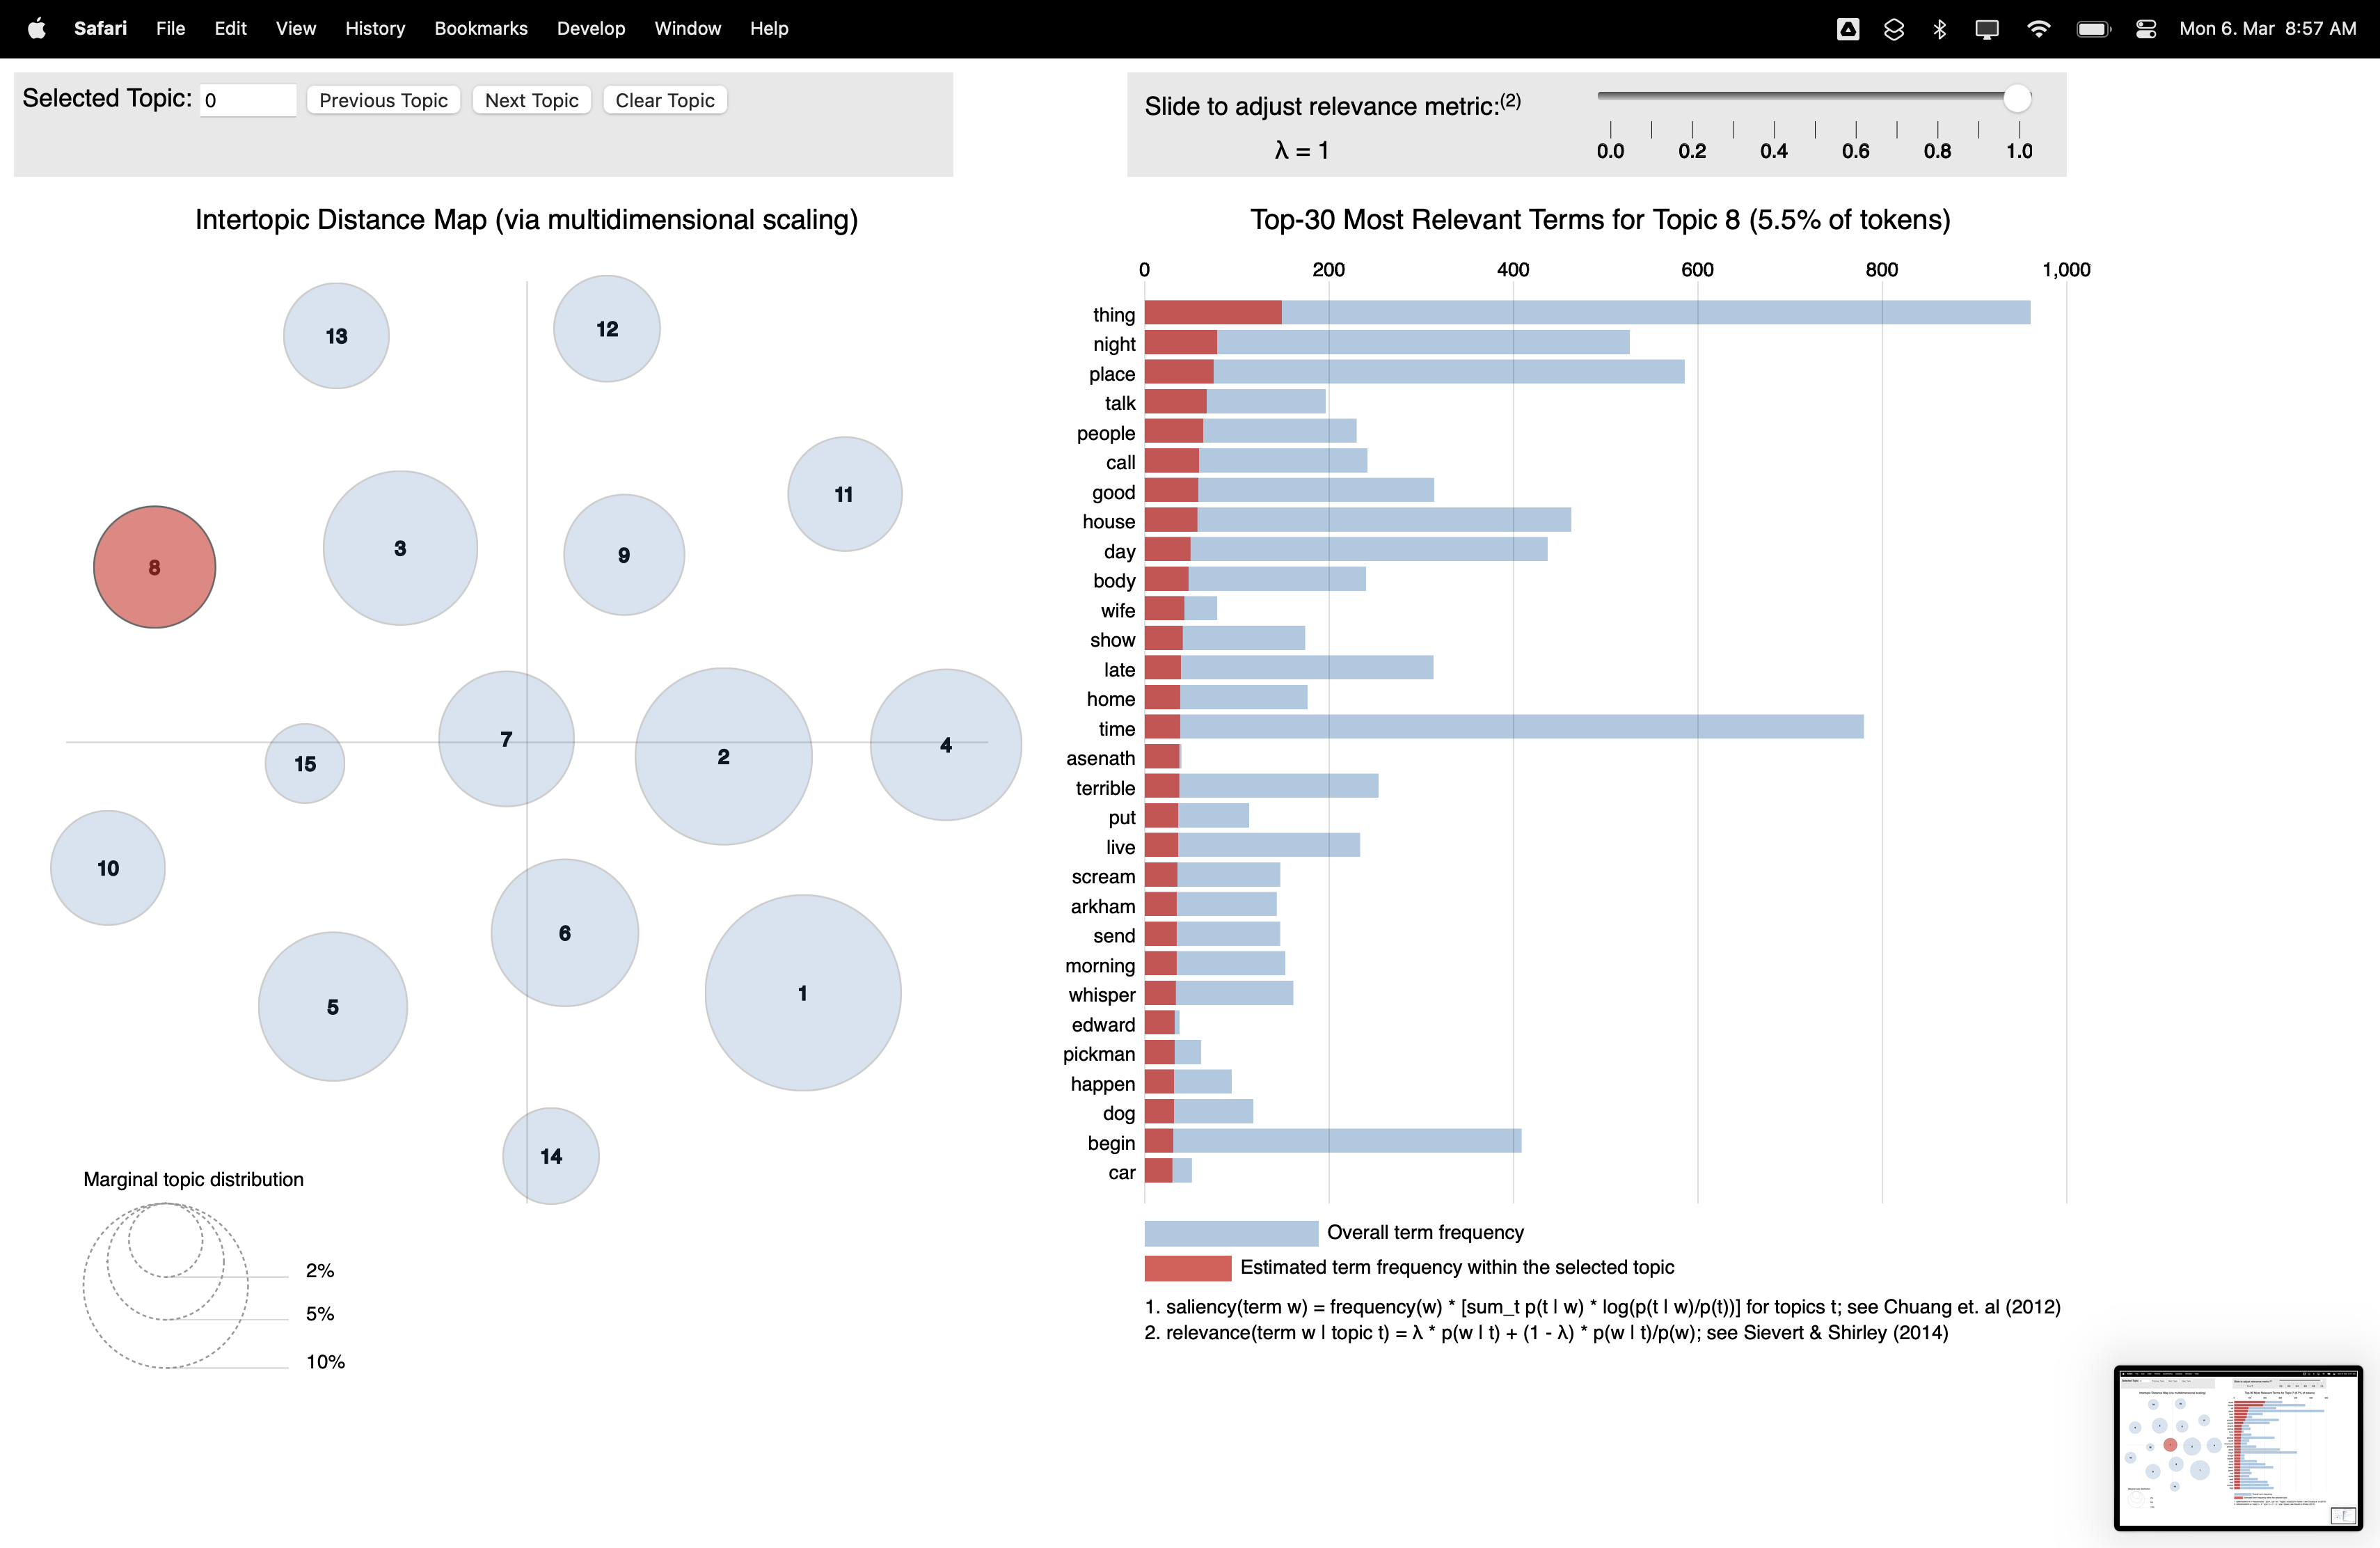 Safari File Edit View History Bookmarks Develop Window Help Mon 6. Mar 8:57 AM
Selected Topic: 0 Previous Topic Next Topic Clear Topic
Slide to adjust relevance metric:(2)
λ = 1
0.0 0.2 0.4 0.6 0.8 1.0
Intertopic Distance Map (via multidimensional scaling)
13
12
11
3
9
8
7
4
2
15
10
6
1
5
14
Marginal topic distribution
2%
5%
10%
Top-30 Most Relevant Terms for Topic 8 (5.5% of tokens)
0 200 400 600 800 1,000
thing
night
place
talk
people
call
good
house
day
body
wife
show
late
home
time
asenath
terrible
put
live
scream
arkham
send
morning
whisper
edward
pickman
happen
dog
begin
car
Overall term frequency
Estimated term frequency within the selected topic
1. saliency(term w) = frequency(w) * [sum_t p(t | w) * log(p(t | w)/p(t))] for topics t; see Chuang et. al (2012)
2. relevance(term w | topic t) = λ * p(w | t) + (1 - λ) * p(w | t)/p(w); see Sievert & Shirley (2014)